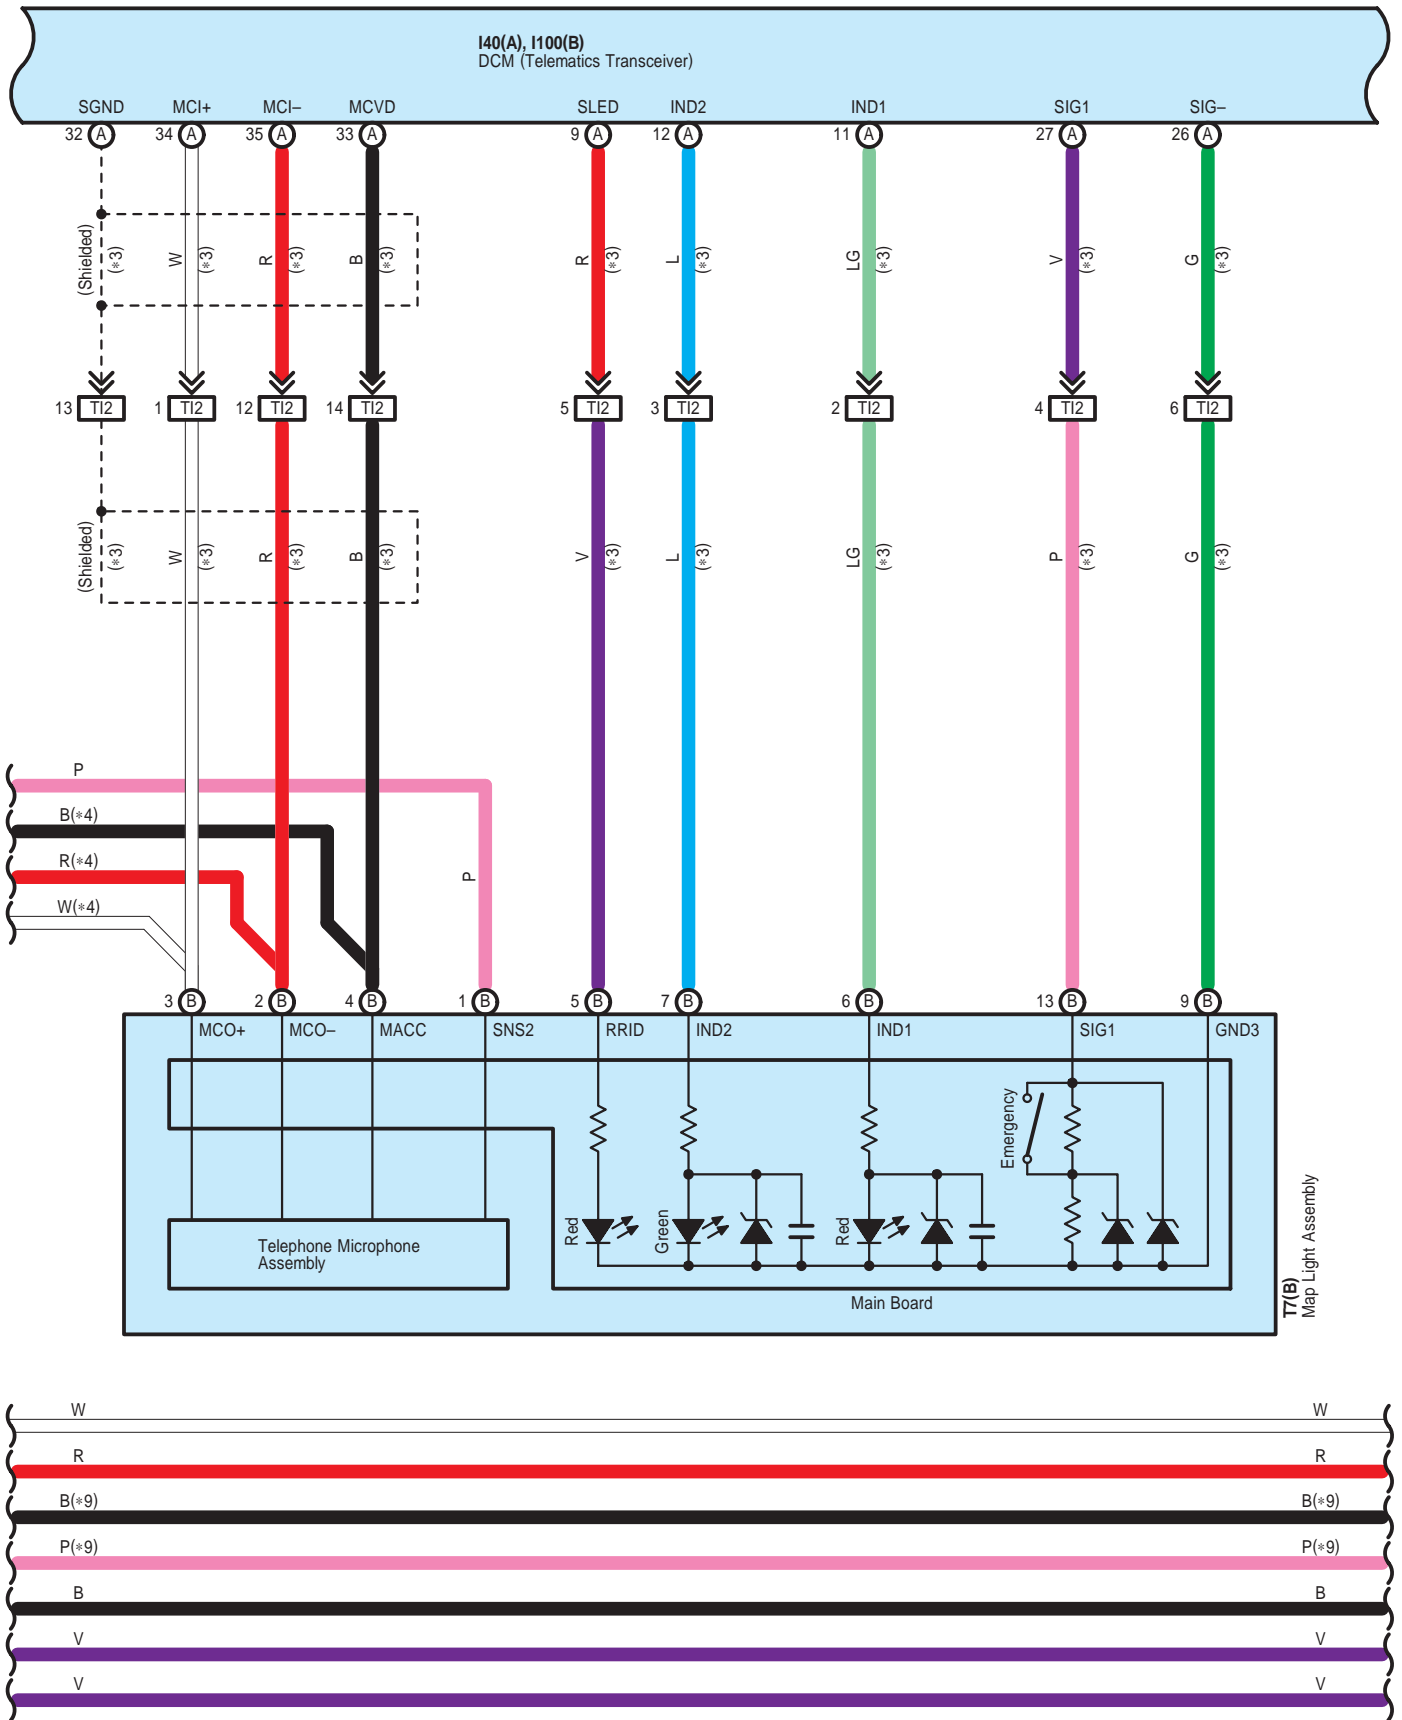 I40(A), I100(B)
DCM (Telematics Transceiver)
SGND MCI+ MCI– MCVD SLED IND2 IND1 SIG1 SIG–
32 A 34 A 35 A 33 A 9 A 12 A 11 A 27 A 26 A
(Shielded) (*3) W (*3) R (*3) B (*3) R (*3) L (*3) LG (*3) V (*3) G (*3)
13 TI2 1 TI2 12 TI2 14 TI2 5 TI2 3 TI2 2 TI2 4 TI2 6 TI2
(Shielded) (*3) W (*3) R (*3) B (*3) V (*3) L (*3) LG (*3) P (*3) G (*3)
P
B(*4)
R(*4)
P
W(*4)
3 B 2 B 4 B 1 B 5 B 7 B 6 B 13 B 9 B
MCO+ MCO– MACC SNS2 RRID IND2 IND1 SIG1 GND3
Emergency
Red Green Red
Telephone Microphone
Assembly
Main Board
T7(B)
Map Light Assembly
W W
R R
B(*9) B(*9)
P(*9) P(*9)
B B
V V
V V